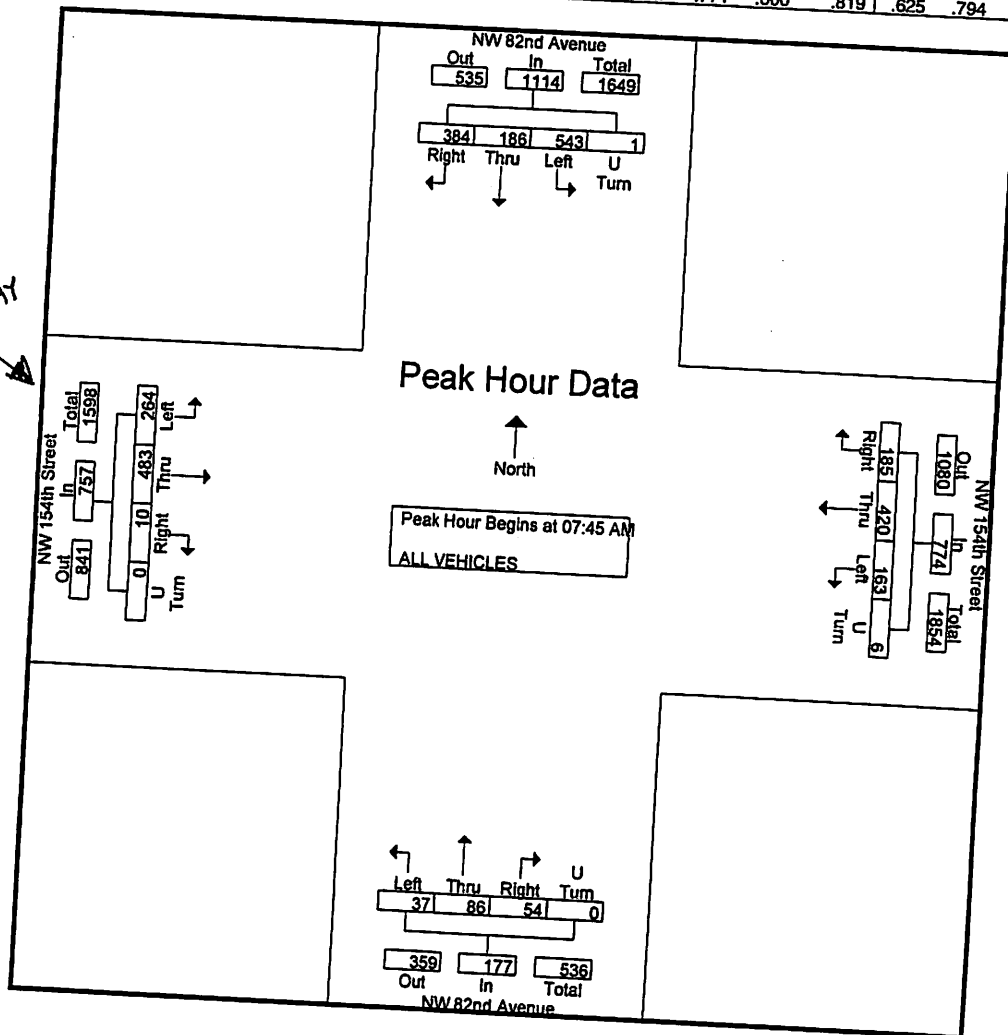 .819 .625 .794
NW 82nd Avenue
Out In Total
535 1114 1649
384 186 543 1
Right Thru Left U Turn
Peak Hour Data
North
Peak Hour Begins at 07:45 AM
ALL VEHICLES
NW 154th Street
Total In Out
1598 757 841
264 483 10 0
Left Thru Right U Turn
NW 154th Street
Out In Total
1080 774 1854
185 420 163 6
Right Thru Left U Turn
Left Thru Right U Turn
37 86 54 0
359 177 536
Out In Total
NW 82nd Avenue